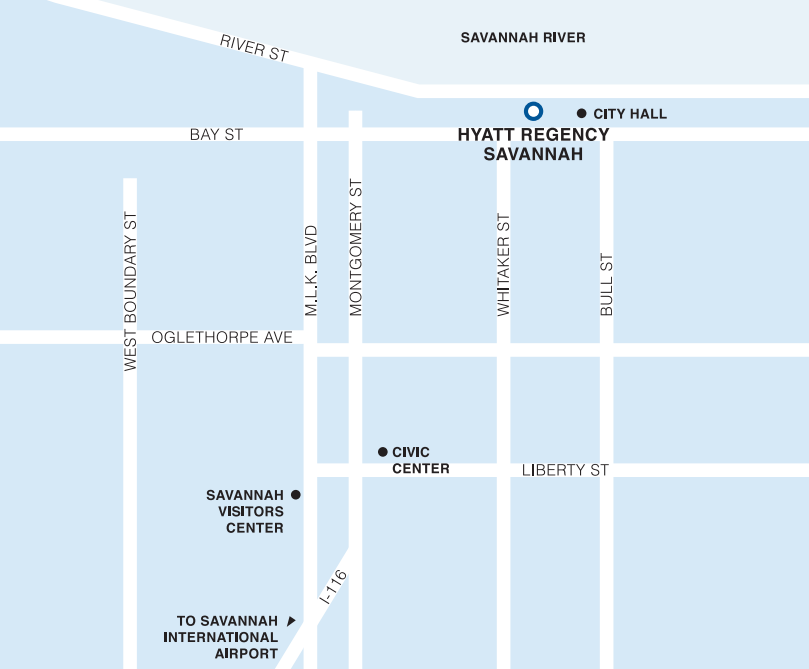 SAVANNAH RIVER
RIVER ST
CITY HALL
BAY ST
HYATT REGENCY
SAVANNAH
WEST BOUNDARY ST
M.L.K. BLVD
MONTGOMERY ST
WHITAKER ST
BULL ST
OGLETHORPE AVE
CIVIC
CENTER
LIBERTY ST
SAVANNAH
VISITORS
CENTER
I-116
TO SAVANNAH
INTERNATIONAL
AIRPORT